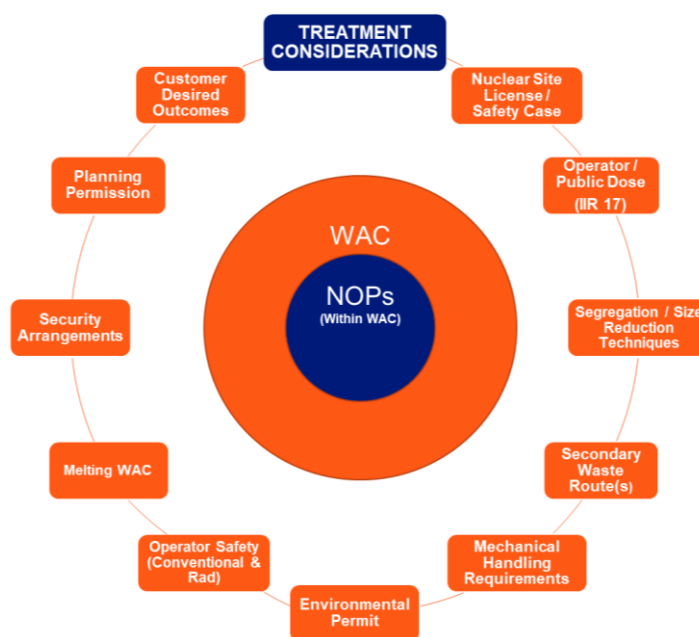 TREATMENT
CONSIDERATIONS
Nuclear Site
License /
Safety Case
Operator /
Public Dose
(IIR 17)
Segregation / Size
Reduction
Techniques
Secondary
Waste
Route(s)
Mechanical
Handling
Requirements
Environmental
Permit
Operator Safety
(Conventional &
Rad)
Melting WAC
Security
Arrangements
Planning
Permission
Customer
Desired
Outcomes
WAC
NOPs
(Within WAC)